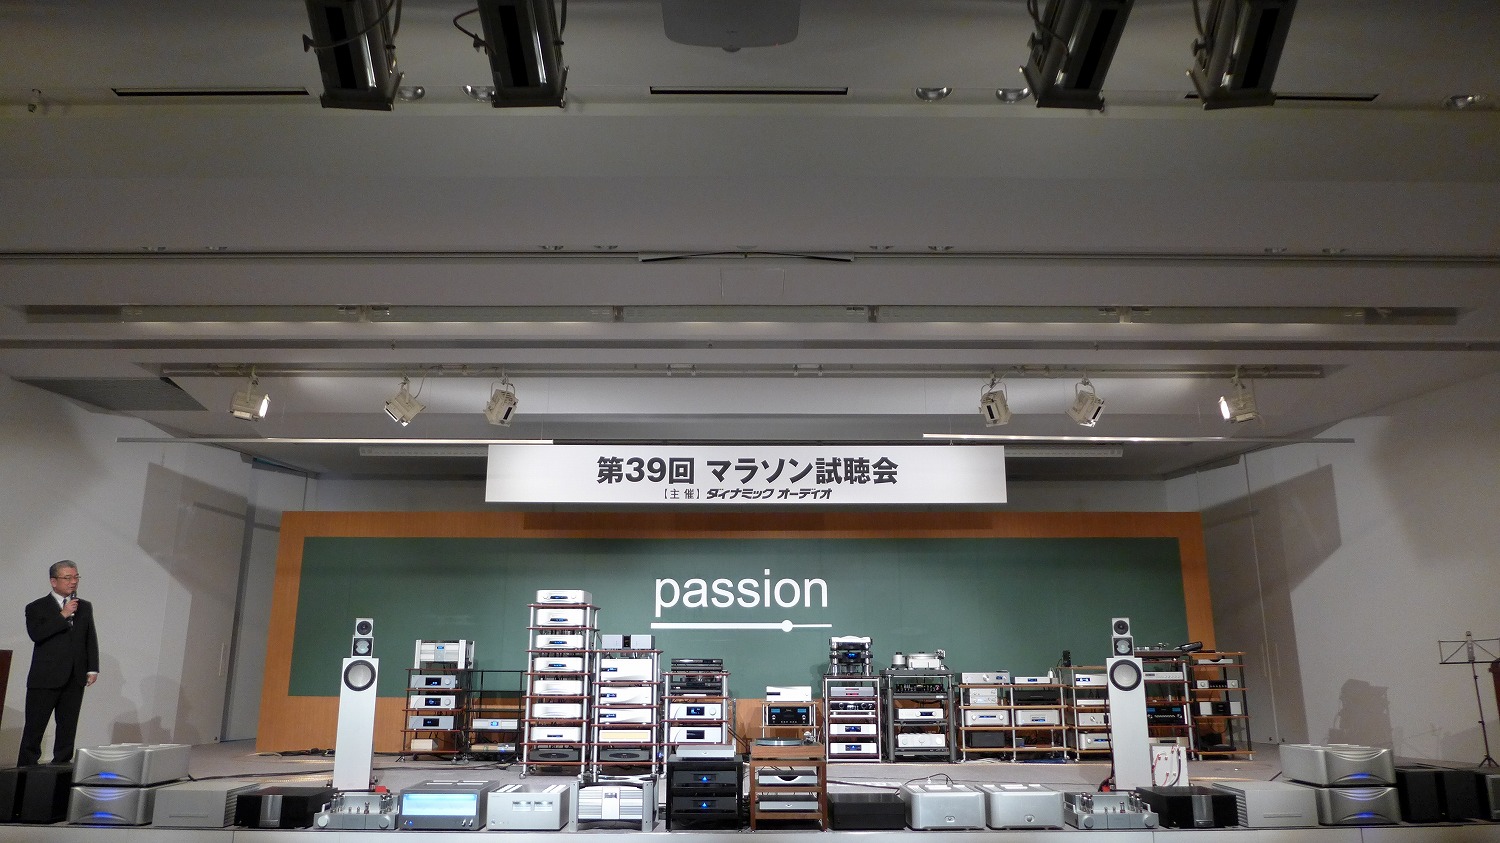 第39回 マラソン試聴会
【主 催】 ダイナミック オーディオ
passion